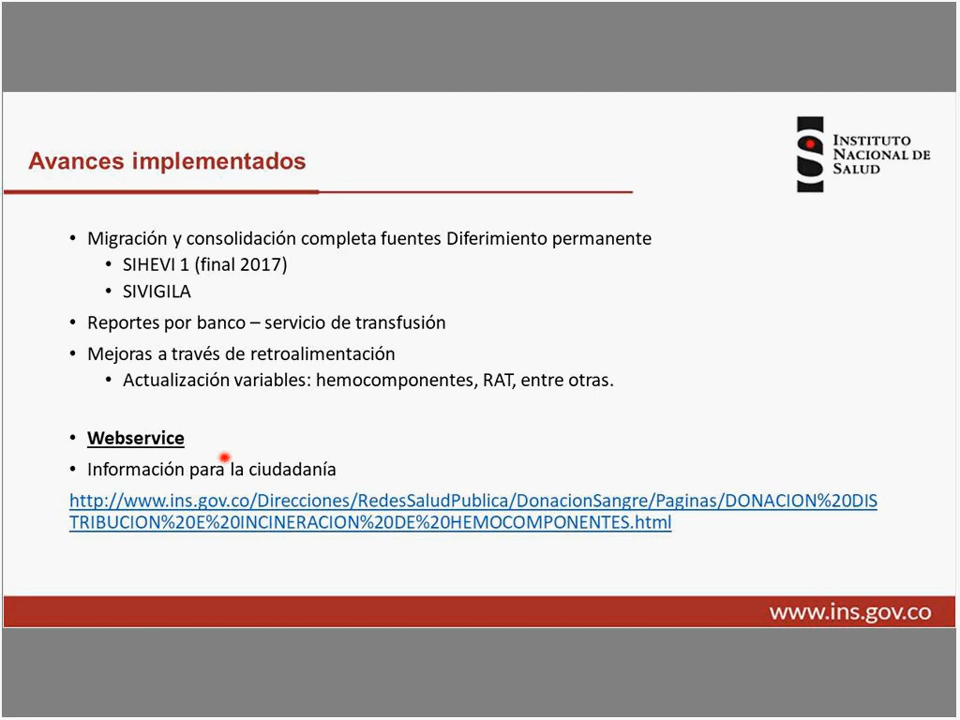 INSTITUTO
NACIONAL DE
SALUD
Avances implementados
• Migración y consolidación completa fuentes Diferimiento permanente
• SIHEVI 1 (final 2017)
• SIVIGILA
• Reportes por banco – servicio de transfusión
• Mejoras a través de retroalimentación
• Actualización variables: hemocomponentes, RAT, entre otras.
• Webservice
• Información para la ciudadanía
http://www.ins.gov.co/Direcciones/RedesSaludPublica/DonacionSangre/Paginas/DONACION%20DIS
TRIBUCION%20E%20INCINERACION%20DE%20HEMOCOMPONENTES.html
www.ins.gov.co